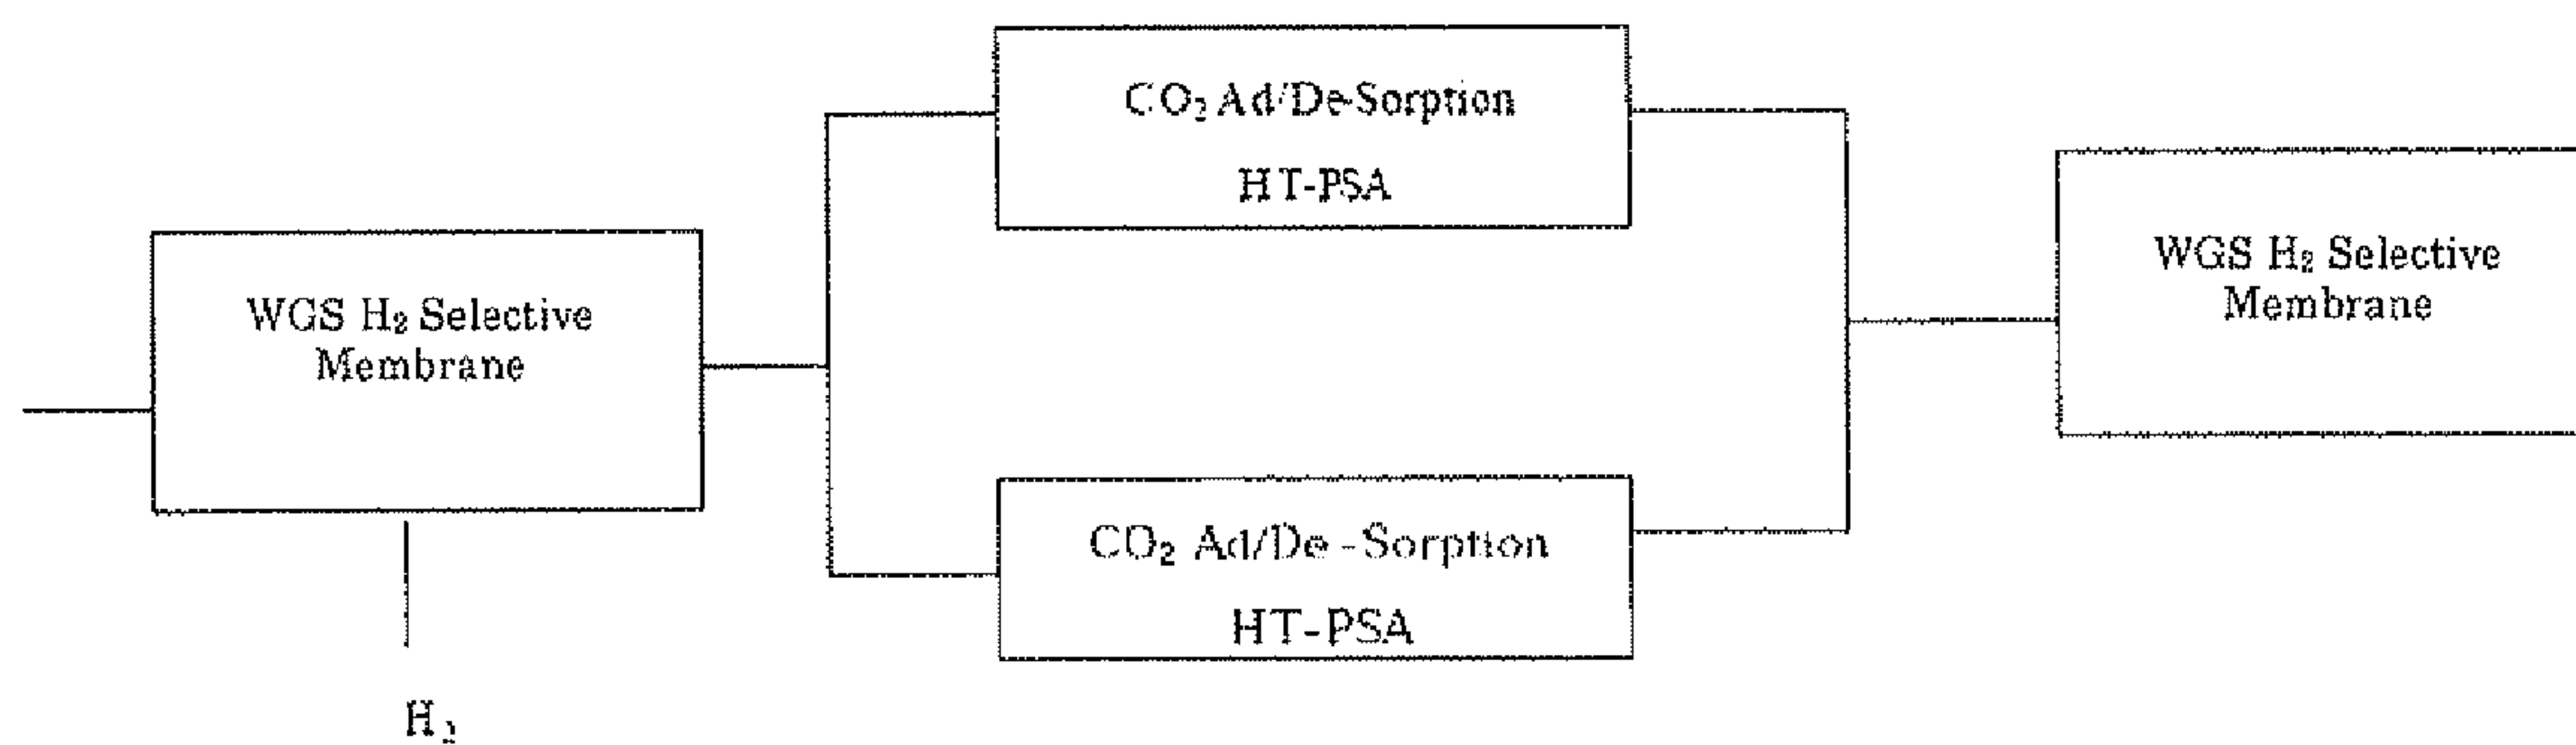 CO₂ Ad/De-Sorption
HT-PSA
WGS H₂ Selective
Membrane
WGS H₂ Selective
Membrane
CO₂ Ad/De-Sorption
HT-PSA
H₂